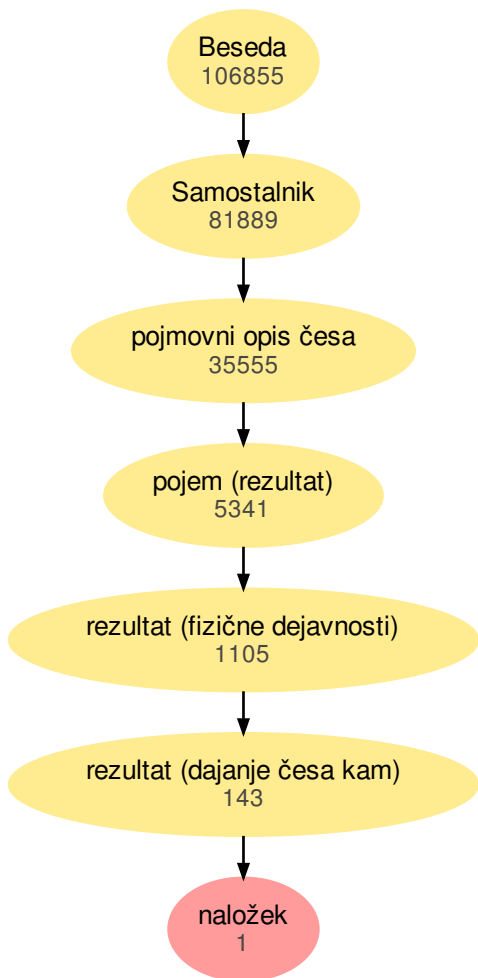 Beseda
106855
Samostalnik
81889
pojmovni opis česa
35555
pojem (rezultat)
5341
rezultat (fizične dejavnosti)
1105
rezultat (dajanje česa kam)
143
naložek
1